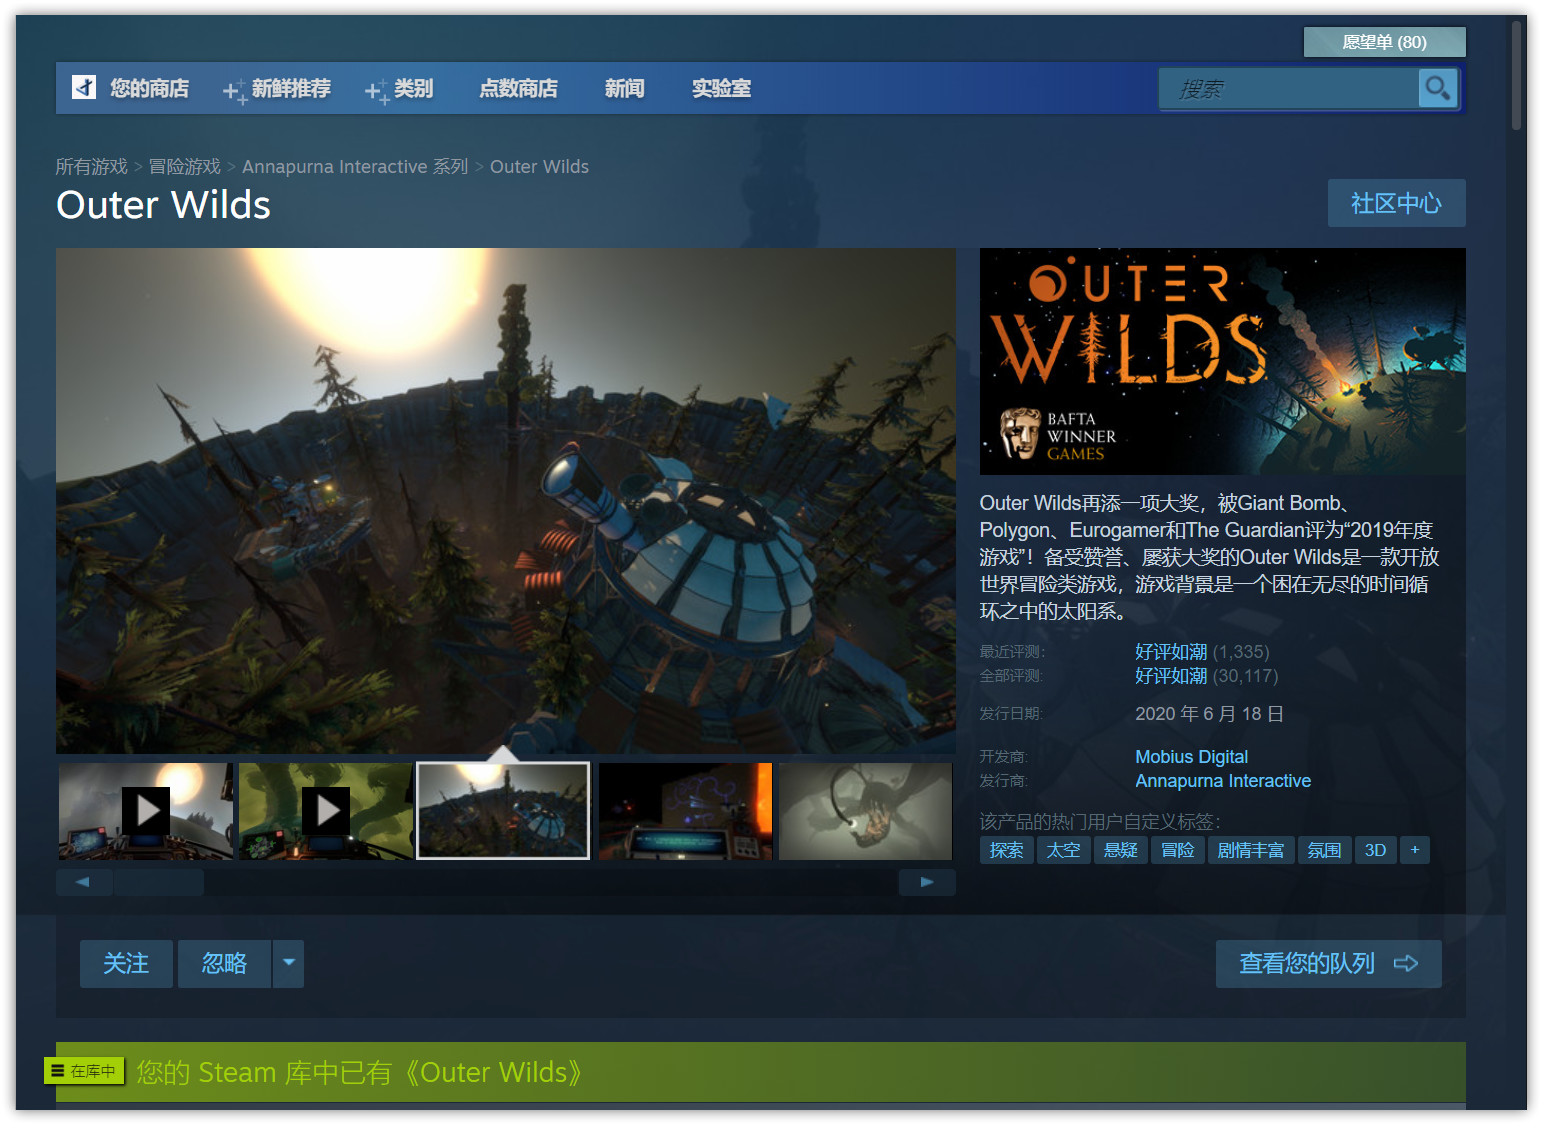 愿望单 (80)
您的商店 新鲜推荐 类别 点数商店 新闻 实验室 搜索
所有游戏 > 冒险游戏 > Annapurna Interactive 系列 > Outer Wilds
Outer Wilds
社区中心
OUTER
WILDS
BAFTA
WINNER
GAMES
Outer Wilds再添一项大奖，被Giant Bomb、
Polygon、Eurogamer和The Guardian评为“2019年度
游戏”！备受赞誉、屡获大奖的Outer Wilds是一款开放
世界冒险类游戏，游戏背景是一个困在无尽的时间循
环之中的太阳系。
最近评测: 好评如潮 (1,335)
全部评测: 好评如潮 (30,117)
发行日期: 2020 年 6 月 18 日
开发商: Mobius Digital
发行商: Annapurna Interactive
该产品的热门用户自定义标签:
探索 太空 悬疑 冒险 剧情丰富 氛围 3D +
关注 忽略 查看您的队列
在库中 您的 Steam 库中已有《Outer Wilds》